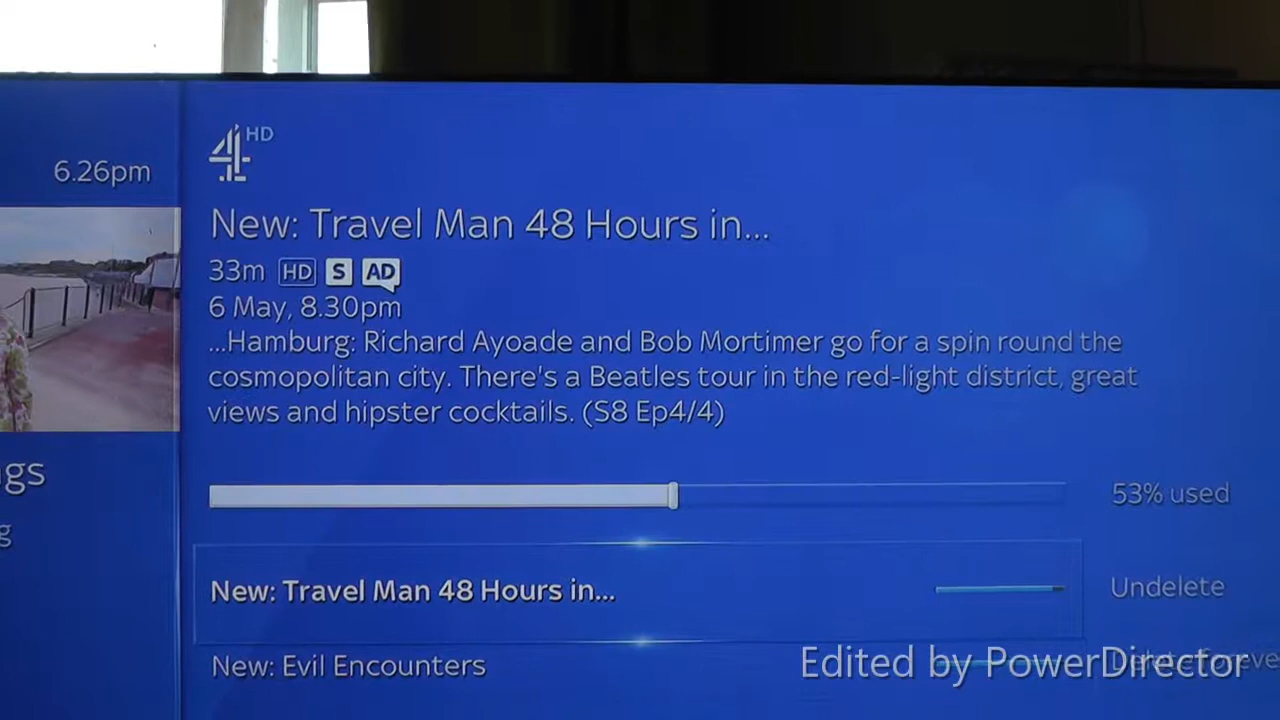 6.26pm
4 HD
New: Travel Man 48 Hours in...
33m HD S AD
6 May, 8.30pm
...Hamburg: Richard Ayoade and Bob Mortimer go for a spin round the
cosmopolitan city. There's a Beatles tour in the red-light district, great
views and hipster cocktails. (S8 Ep4/4)
gs
g
53% used
New: Travel Man 48 Hours in...
Undelete
New: Evil Encounters
Edited by PowerDirector